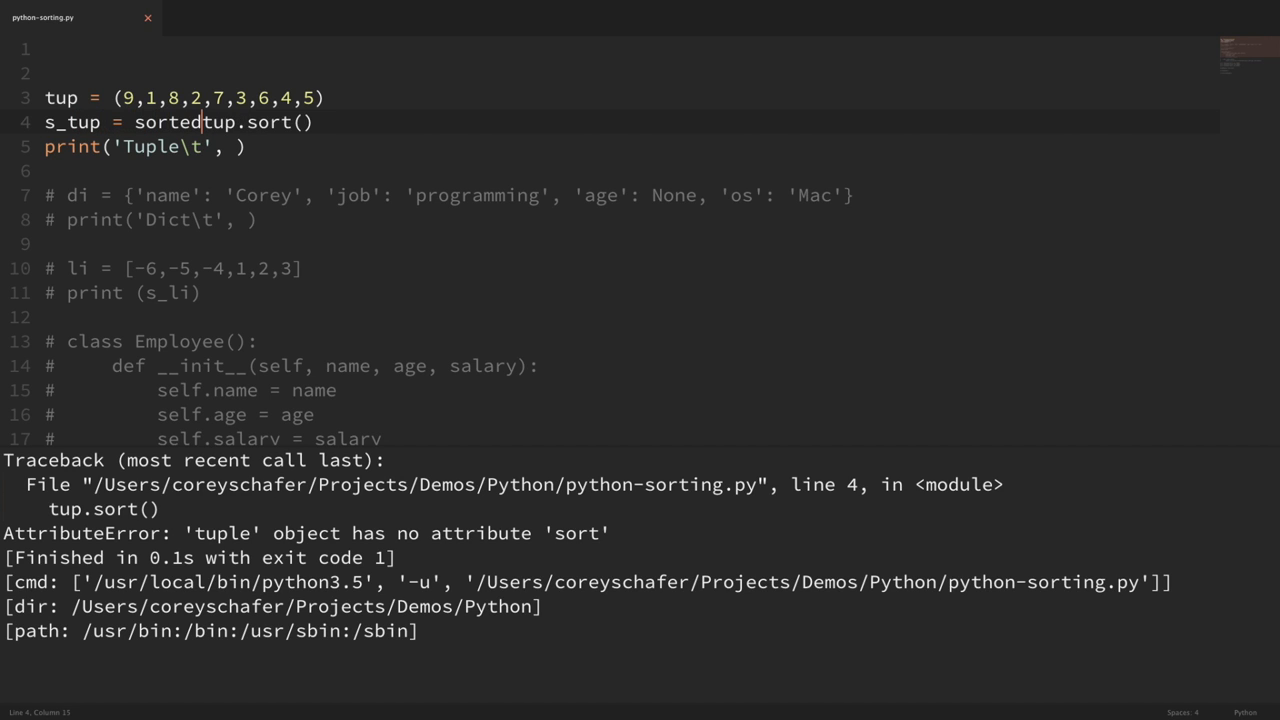 python-sorting.py ×
1
2
3 tup = (9,1,8,2,7,3,6,4,5)
4 s_tup = sortedtup.sort()
5 print('Tuple\t', )
6
7 # di = {'name': 'Corey', 'job': 'programming', 'age': None, 'os': 'Mac'}
8 # print('Dict\t', )
9
10 # li = [-6,-5,-4,1,2,3]
11 # print (s_li)
12
13 # class Employee():
14 #     def __init__(self, name, age, salary):
15 #         self.name = name
16 #         self.age = age
17 #         self.salary = salary
Traceback (most recent call last):
  File "/Users/coreyschafer/Projects/Demos/Python/python-sorting.py", line 4, in <module>
    tup.sort()
AttributeError: 'tuple' object has no attribute 'sort'
[Finished in 0.1s with exit code 1]
[cmd: ['/usr/local/bin/python3.5', '-u', '/Users/coreyschafer/Projects/Demos/Python/python-sorting.py']]
[dir: /Users/coreyschafer/Projects/Demos/Python]
[path: /usr/bin:/bin:/usr/sbin:/sbin]
Line 4, Column 15 Spaces: 4 Python